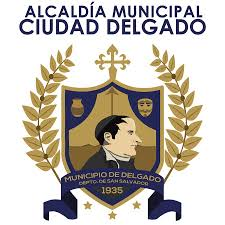 ALCALDÍA MUNICIPAL
CIUDAD DELGADO
MUNICIPIO DE DELGADO
DEPTO. DE SAN SALVADOR
1935